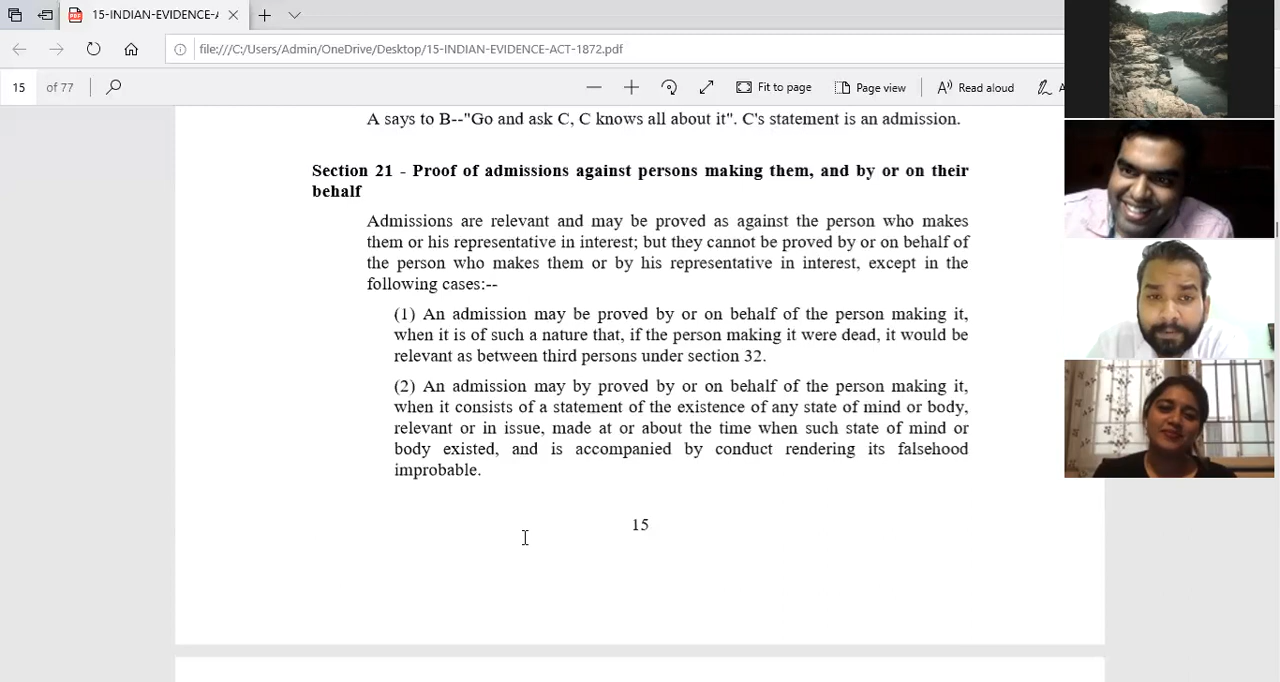 15-INDIAN-EVIDENCE-A
file:///C:/Users/Admin/OneDrive/Desktop/15-INDIAN-EVIDENCE-ACT-1872.pdf
15 of 77 Fit to page Page view Read aloud
A says to B--"Go and ask C, C knows all about it". C's statement is an admission.
Section 21 - Proof of admissions against persons making them, and by or on their
behalf
Admissions are relevant and may be proved as against the person who makes
them or his representative in interest; but they cannot be proved by or on behalf of
the person who makes them or by his representative in interest, except in the
following cases:--
(1) An admission may be proved by or on behalf of the person making it,
when it is of such a nature that, if the person making it were dead, it would be
relevant as between third persons under section 32.
(2) An admission may by proved by or on behalf of the person making it,
when it consists of a statement of the existence of any state of mind or body,
relevant or in issue, made at or about the time when such state of mind or
body existed, and is accompanied by conduct rendering its falsehood
improbable.
15